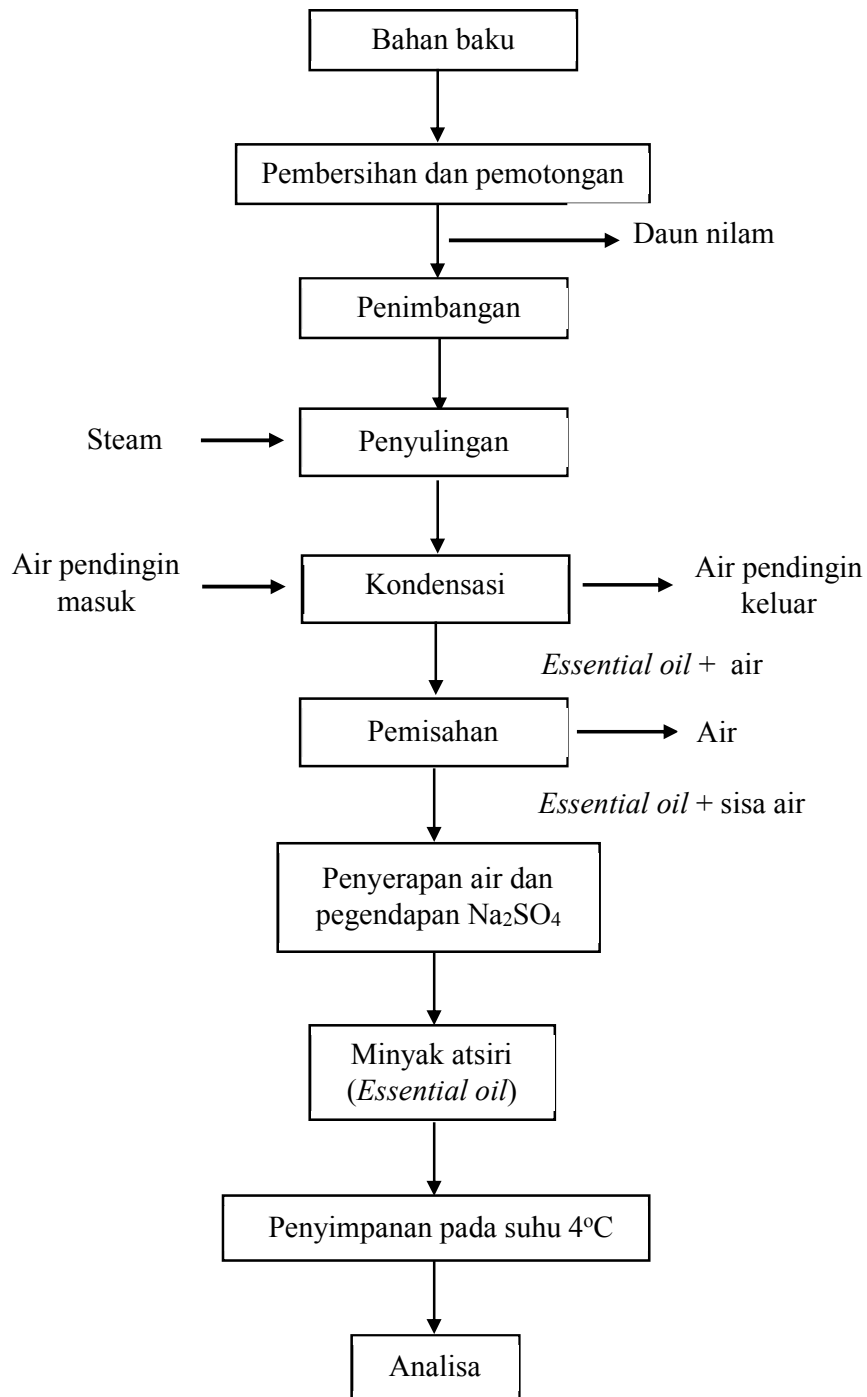 Bahan baku
Pembersihan dan pemotongan
Daun nilam
Penimbangan
Steam
Penyulingan
Air pendingin
masuk
Kondensasi
Air pendingin
keluar
Essential oil + air
Pemisahan
Air
Essential oil + sisa air
Penyerapan air dan
pegendapan Na₂SO₄
Minyak atsiri
(Essential oil)
Penyimpanan pada suhu 4ᵒC
Analisa